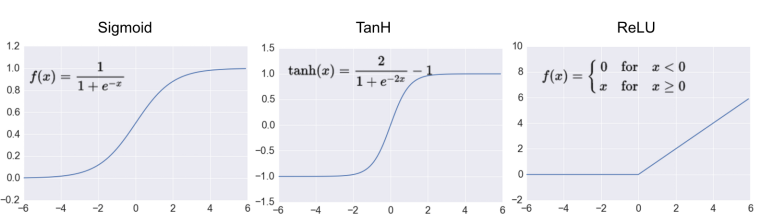 Sigmoid
1.2
1.0
0.8
0.6
0.4
0.2
0.0
−0.2
f(x) = 1 / (1 + e^{−x})
−6 −4 −2 0 2 4 6
TanH
1.5
1.0
0.5
0.0
−0.5
−1.0
−1.5
tanh(x) = 2 / (1 + e^{−2x}) − 1
−6 −4 −2 0 2 4 6
ReLU
10
8
6
4
2
0
−2
f(x) = { 0 for x < 0
x for x ≥ 0
−6 −4 −2 0 2 4 6